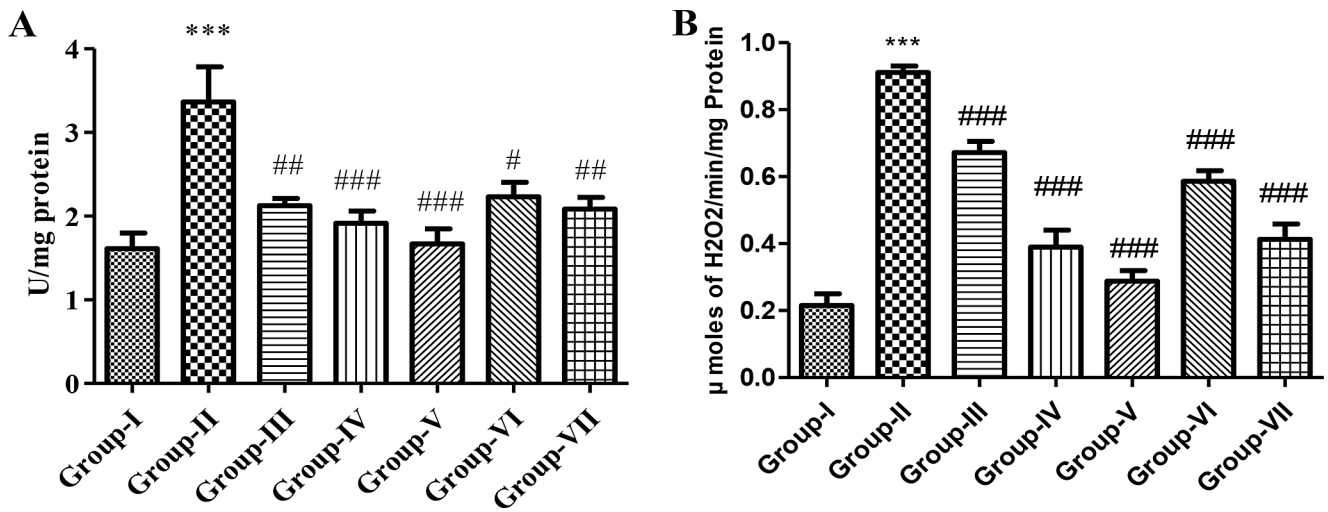 A
***
4
3
2
1
0
U/mg protein
##
###
###
#
##
Group-I
Group-II
Group-III
Group-IV
Group-V
Group-VI
Group-VII
B
***
1.0
0.8
0.6
0.4
0.2
0.0
μ moles of H2O2/min/mg Protein
###
###
###
###
###
Group-I
Group-II
Group-III
Group-IV
Group-V
Group-VI
Group-VII